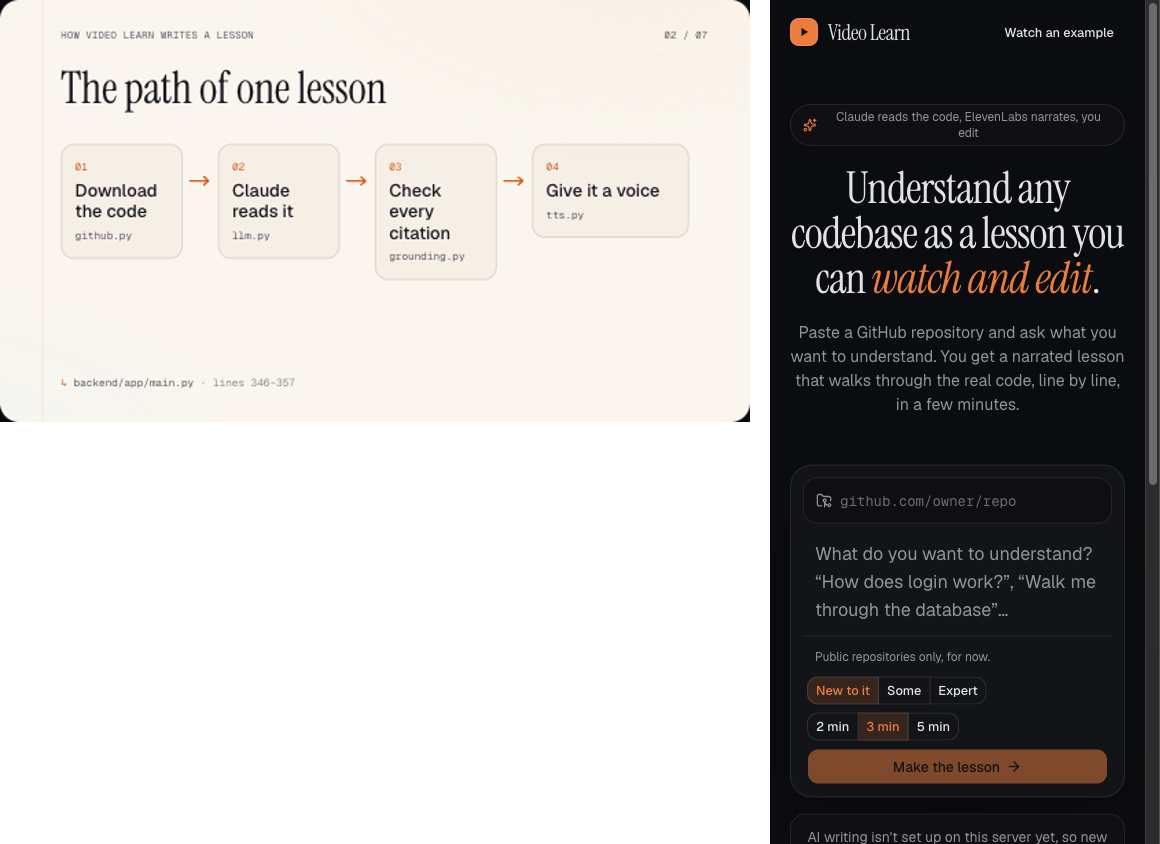 HOW VIDEO LEARN WRITES A LESSON
02 / 07
The path of one lesson
01
Download
the code
github.py
02
Claude
reads it
llm.py
03
Check
every
citation
grounding.py
04
Give it a voice
tts.py
↳ backend/app/main.py · lines 346–357
Video Learn
Watch an example
Claude reads the code, ElevenLabs narrates, you
edit
Understand any
codebase as a lesson you
can watch and edit.
Paste a GitHub repository and ask what you
want to understand. You get a narrated lesson
that walks through the real code, line by line,
in a few minutes.
github.com/owner/repo
What do you want to understand?
“How does login work?”, “Walk me
through the database”…
Public repositories only, for now.
New to it Some Expert
2 min 3 min 5 min
Make the lesson →
AI writing isn't set up on this server yet, so new